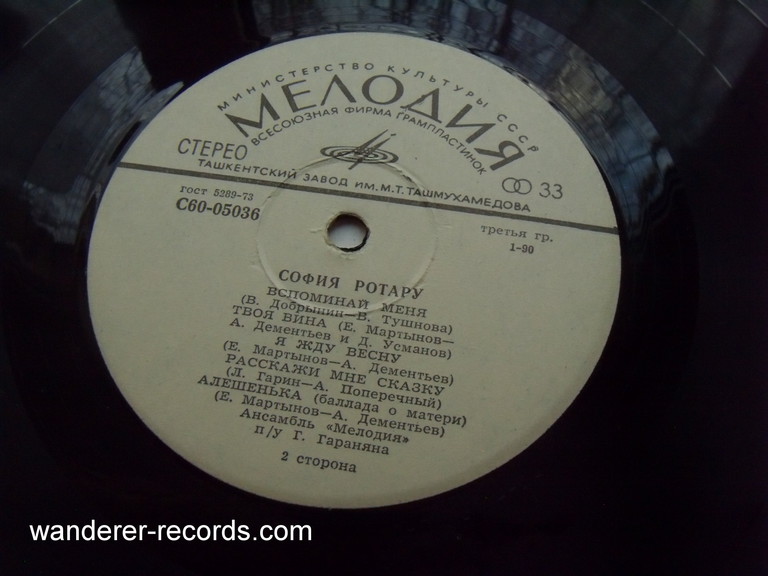 МИНИСТЕРСТВО КУЛЬТУРЫ СССР
МЕЛОДИЯ
ВСЕСОЮЗНАЯ ФИРМА ГРАМПЛАСТИНОК
СТЕРЕО
33
ТАШКЕНТСКИЙ ЗАВОД ИМ. М.Т. ТАШМУХАМЕДОВА
гост 5289-73
С60-05036
третья гр.
1-90
СОФИЯ РОТАРУ
ВСПОМИНАЙ МЕНЯ
(В. Добрынин—В. Тушнова)
ТВОЯ ВИНА (Е. Мартынов—
А. Дементьев и Д. Усманов)
Я ЖДУ ВЕСНУ
(Е. Мартынов—А. Дементьев)
РАССКАЖИ МНЕ СКАЗКУ
(Л. Гарин—А. Поперечный)
АЛЕШЕНЬКА (баллада о матери)
(Е. Мартынов—А. Дементьев)
Ансамбль «Мелодия»
п/у Г. Гараняна
2 сторона
wanderer-records.com